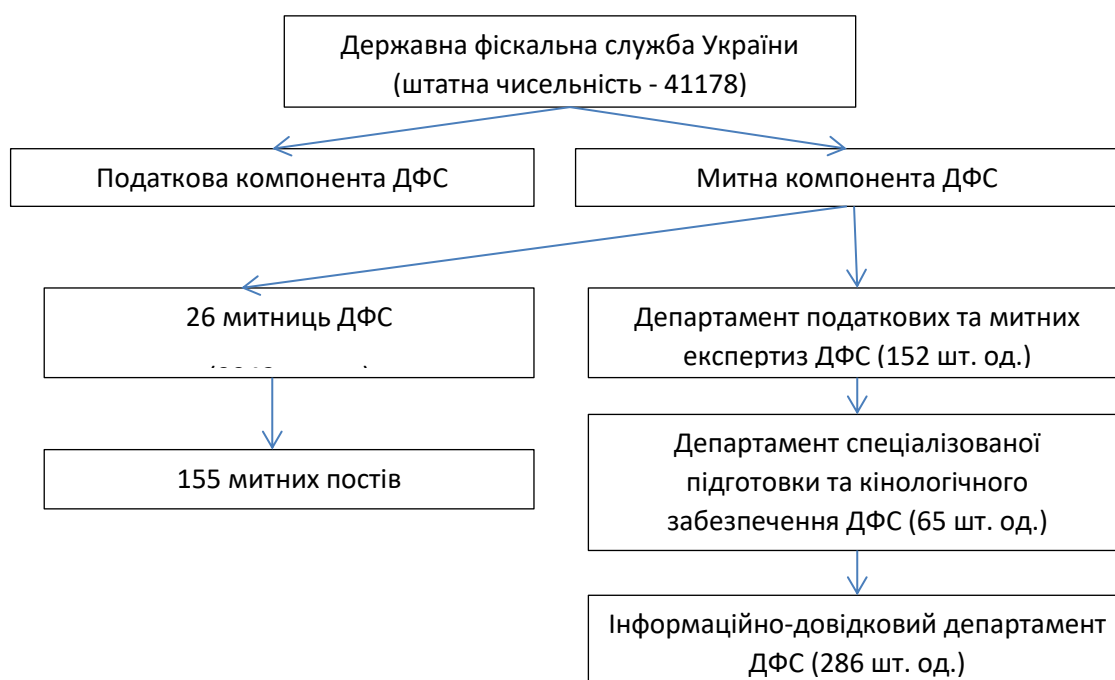 Державна фіскальна служба України
(штатна чисельність - 41178)
Податкова компонента ДФС
Митна компонента ДФС
26 митниць ДФС
155 митних постів
Департамент податкових та митних
експертиз ДФС (152 шт. од.)
Департамент спеціалізованої
підготовки та кінологічного
забезпечення ДФС (65 шт. од.)
Інформаційно-довідковий департамент
ДФС (286 шт. од.)